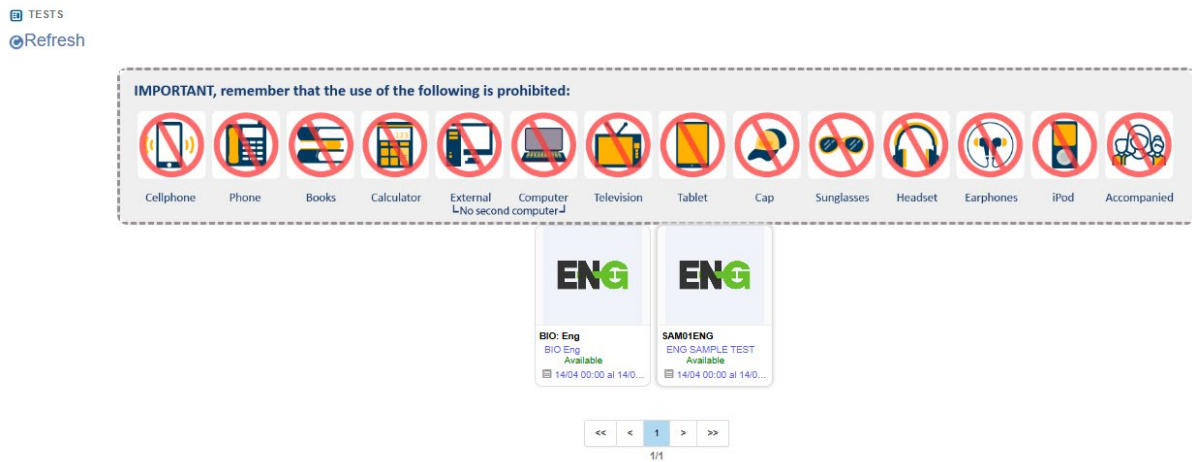 TESTS
Refresh
IMPORTANT, remember that the use of the following is prohibited:
123
Cellphone Phone Books Calculator External Computer Television Tablet Cap Sunglasses Headset Earphones iPod Accompanied
No second computer
ENG ENG
BIO: Eng SAM01ENG
BIO Eng ENG SAMPLE TEST
Available Available
14/04 00:00 al 14/0... 14/04 00:00 al 14/0...
<< < 1 > >>
1/1